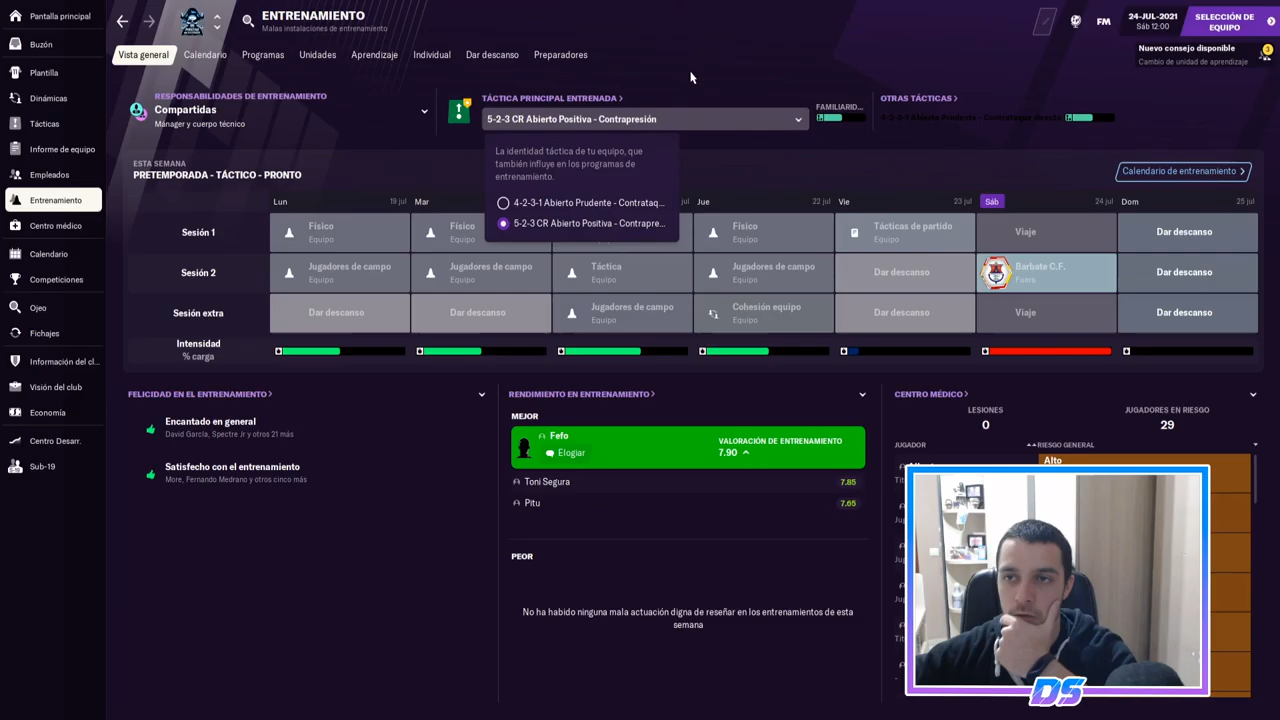 Pantalla principal
Buzón
Plantilla
Dinámicas
Tácticas
Informe de equipo
Empleados
Entrenamiento
Centro médico
Calendario
Competiciones
Ojeo
Fichajes
Información del cl...
Visión del club
Economía
Centro Desarr.
Sub-19
ENTRENAMIENTO
Malas instalaciones de entrenamiento
FM
24-JUL-2021
Sáb 12:00
SELECCIÓN DE
EQUIPO
Vista general
Calendario
Programas
Unidades
Aprendizaje
Individual
Dar descanso
Preparadores
Nuevo consejo disponible
Cambio de unidad de aprendizaje
3
RESPONSABILIDADES DE ENTRENAMIENTO
Compartidas
Mánager y cuerpo técnico
TÁCTICA PRINCIPAL ENTRENADA
5-2-3 CR Abierto Positiva - Contrapresión
FAMILIARID...
OTRAS TÁCTICAS
4-2-3-1 Abierto Prudente - Contraataque directo
La identidad táctica de tu equipo, que
también influye en los programas de
entrenamiento.
4-2-3-1 Abierto Prudente - Contrataq...
5-2-3 CR Abierto Positiva - Contrapre...
ESTA SEMANA
PRETEMPORADA - TÁCTICO - PRONTO
Calendario de entrenamiento
Lun 19 jul Mar jul Jue 22 jul Vie 23 jul Sáb 24 jul Dom 25 jul
Sesión 1
Físico
Equipo
Físico
Equipo
Físico
Equipo
Tácticas de partido
Equipo
Viaje
Dar descanso
Sesión 2
Jugadores de campo
Equipo
Jugadores de campo
Equipo
Táctica
Equipo
Jugadores de campo
Equipo
Dar descanso
Barbate C.F.
Fuera
Dar descanso
Sesión extra
Dar descanso
Dar descanso
Jugadores de campo
Equipo
Cohesión equipo
Equipo
Dar descanso
Viaje
Dar descanso
Intensidad
% carga
FELICIDAD EN EL ENTRENAMIENTO
Encantado en general
David García, Spectre Jr y otros 21 más
Satisfecho con el entrenamiento
More, Fernando Medrano y otros cinco más
RENDIMIENTO EN ENTRENAMIENTO
MEJOR
Fefo
Elogiar
VALORACIÓN DE ENTRENAMIENTO
7.90
Toni Segura 7.85
Pitu 7.65
PEOR
No ha habido ninguna mala actuación digna de reseñar en los entrenamientos de esta
semana
CENTRO MÉDICO
LESIONES
0
JUGADORES EN RIESGO
29
JUGADOR
RIESGO GENERAL
Alto
DS